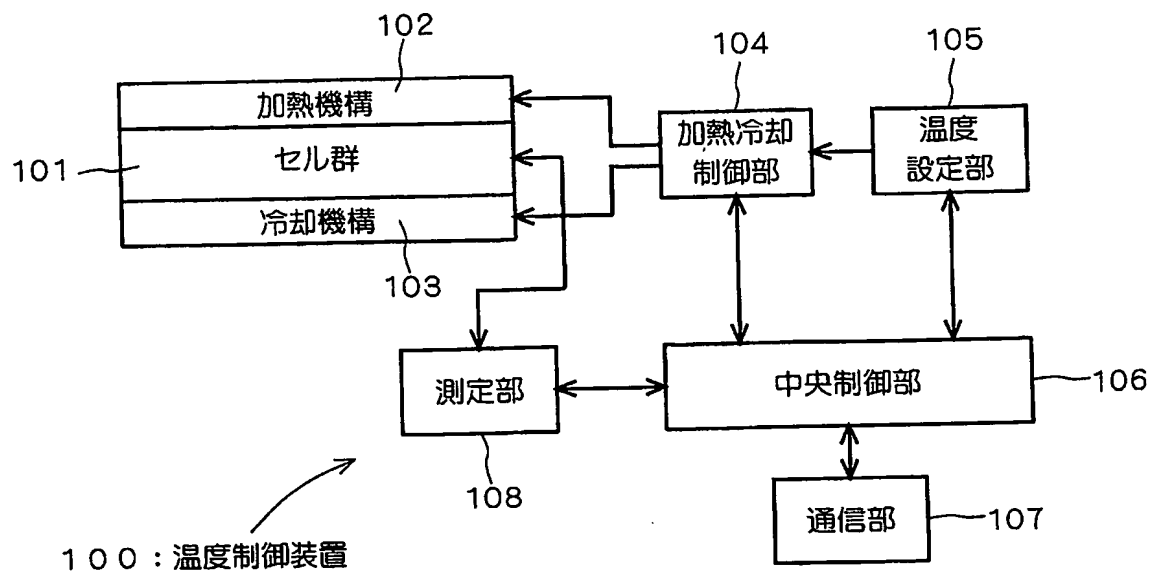 102
104
105
加熱機構
セル群
冷却機構
101
103
加熱冷却
制御部
温度
設定部
測定部
108
中央制御部
106
通信部
107
100：温度制御装置